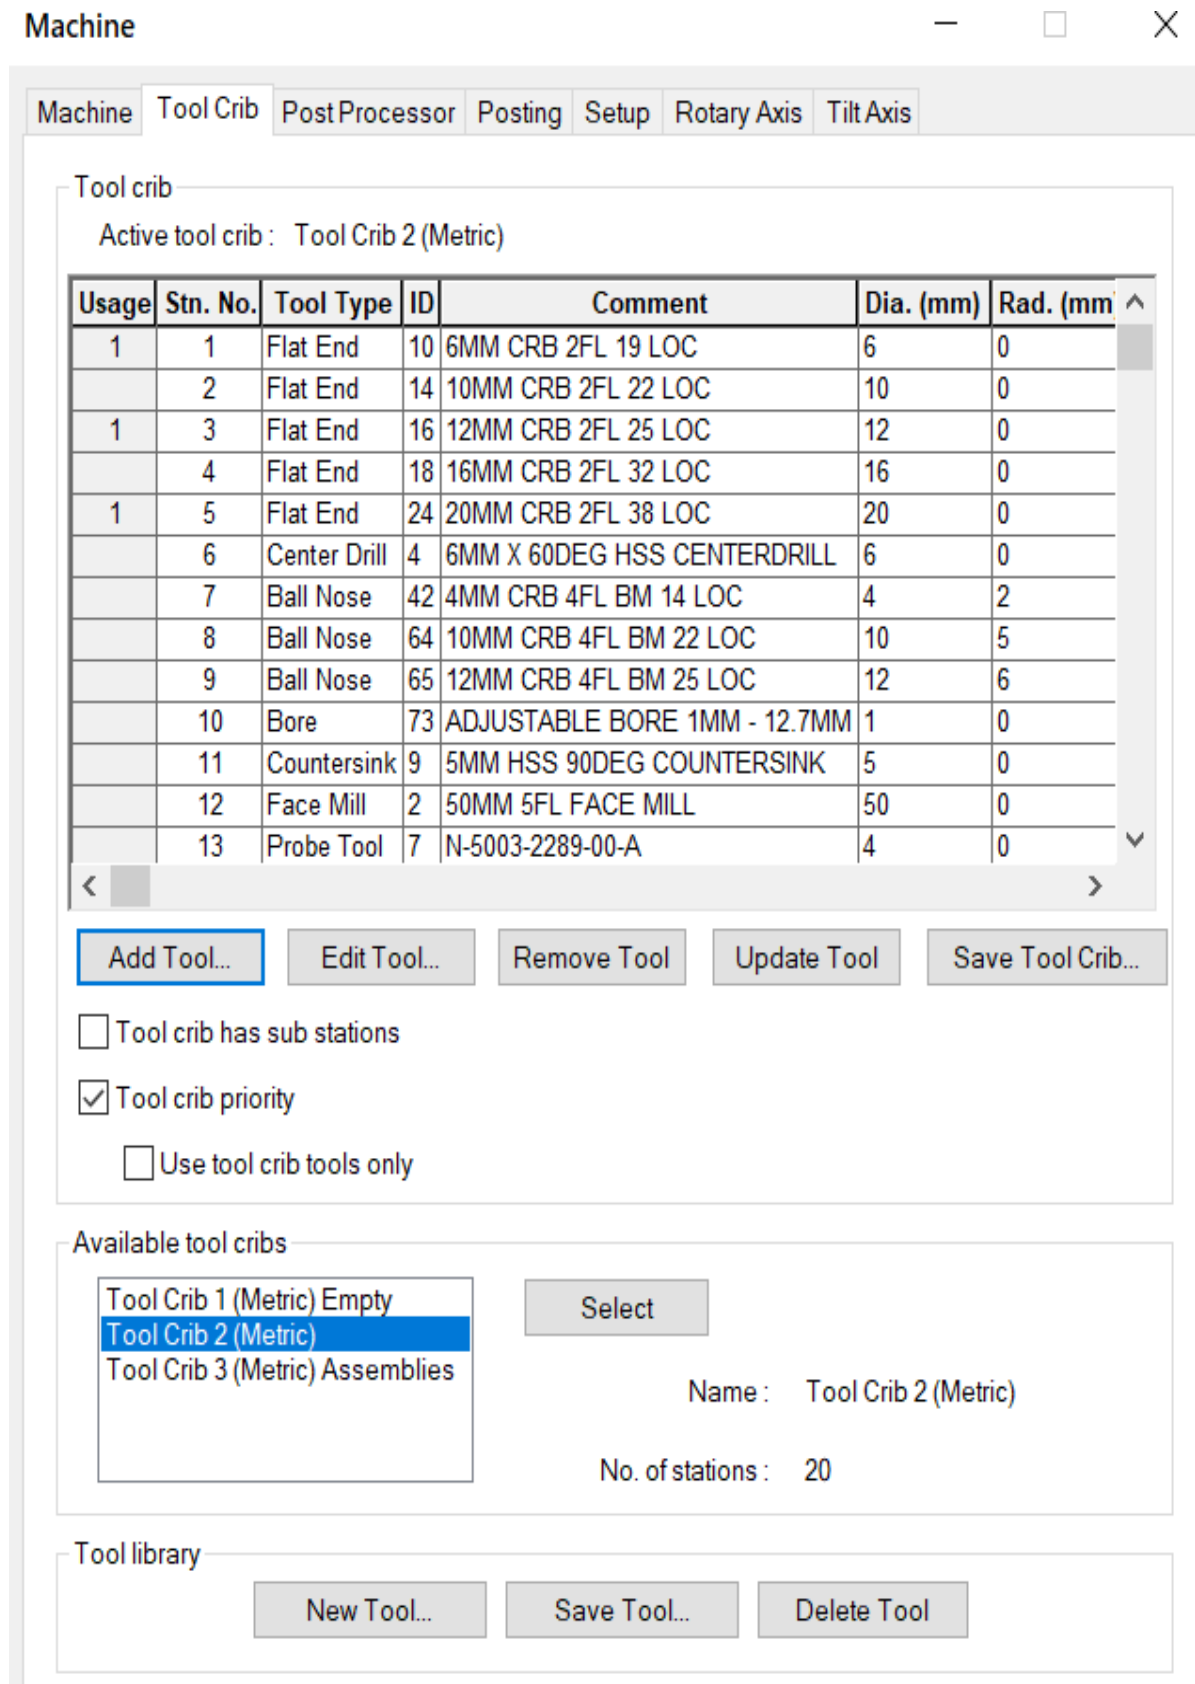 Machine
Machine Tool Crib Post Processor Posting Setup Rotary Axis Tilt Axis
Tool crib
Active tool crib : Tool Crib 2 (Metric)
Usage Stn. No. Tool Type ID Comment Dia. (mm) Rad. (mm)
1 1 Flat End 10 6MM CRB 2FL 19 LOC 6 0
2 Flat End 14 10MM CRB 2FL 22 LOC 10 0
1 3 Flat End 16 12MM CRB 2FL 25 LOC 12 0
4 Flat End 18 16MM CRB 2FL 32 LOC 16 0
1 5 Flat End 24 20MM CRB 2FL 38 LOC 20 0
6 Center Drill 4 6MM X 60DEG HSS CENTERDRILL 6 0
7 Ball Nose 42 4MM CRB 4FL BM 14 LOC 4 2
8 Ball Nose 64 10MM CRB 4FL BM 22 LOC 10 5
9 Ball Nose 65 12MM CRB 4FL BM 25 LOC 12 6
10 Bore 73 ADJUSTABLE BORE 1MM - 12.7MM 1 0
11 Countersink 9 5MM HSS 90DEG COUNTERSINK 5 0
12 Face Mill 2 50MM 5FL FACE MILL 50 0
13 Probe Tool 7 N-5003-2289-00-A 4 0
Add Tool... Edit Tool... Remove Tool Update Tool Save Tool Crib...
Tool crib has sub stations
Tool crib priority
Use tool crib tools only
Available tool cribs
Tool Crib 1 (Metric) Empty
Tool Crib 2 (Metric)
Tool Crib 3 (Metric) Assemblies
Select
Name : Tool Crib 2 (Metric)
No. of stations : 20
Tool library
New Tool... Save Tool... Delete Tool